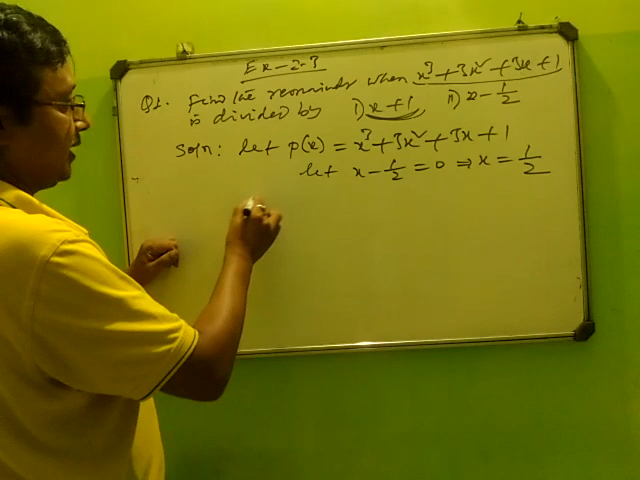 Ex-2.3
Q1. Find the remainder when x³+3x²+3x+1
is divided by i) x+1 ii) x-1/2
Soln: let p(x) = x³+3x²+3x+1
let x-1/2=0 ⇒ x=1/2